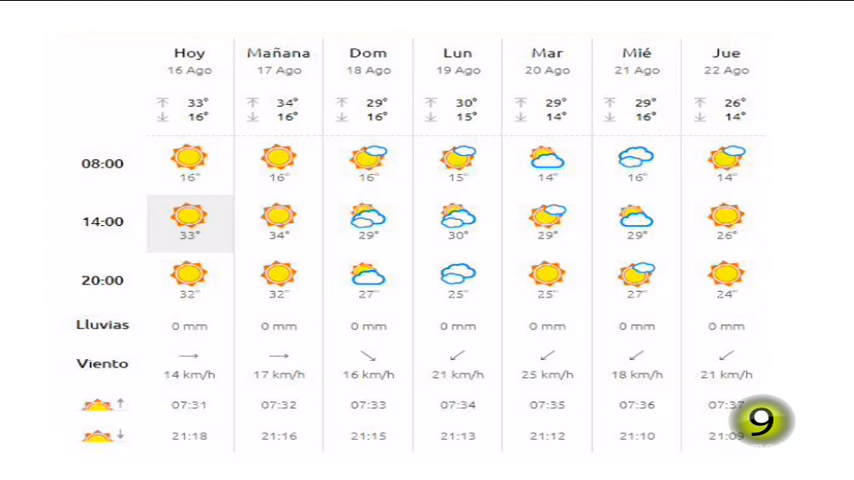 Hoy Mañana Dom Lun Mar Mié Jue
16 Ago 17 Ago 18 Ago 19 Ago 20 Ago 21 Ago 22 Ago
33° 34° 29° 30° 29° 29° 26°
16° 16° 16° 15° 14° 16° 14°
08:00
16° 16° 16° 15° 14° 16° 14°
14:00
33° 34° 29° 30° 29° 29° 26°
20:00
32° 32° 27° 25° 25° 27° 24°
Lluvias 0 mm 0 mm 0 mm 0 mm 0 mm 0 mm 0 mm
Viento
14 km/h 17 km/h 16 km/h 21 km/h 25 km/h 18 km/h 21 km/h
07:31 07:32 07:33 07:34 07:35 07:36 07:37
21:18 21:16 21:15 21:13 21:12 21:10 21:09
9